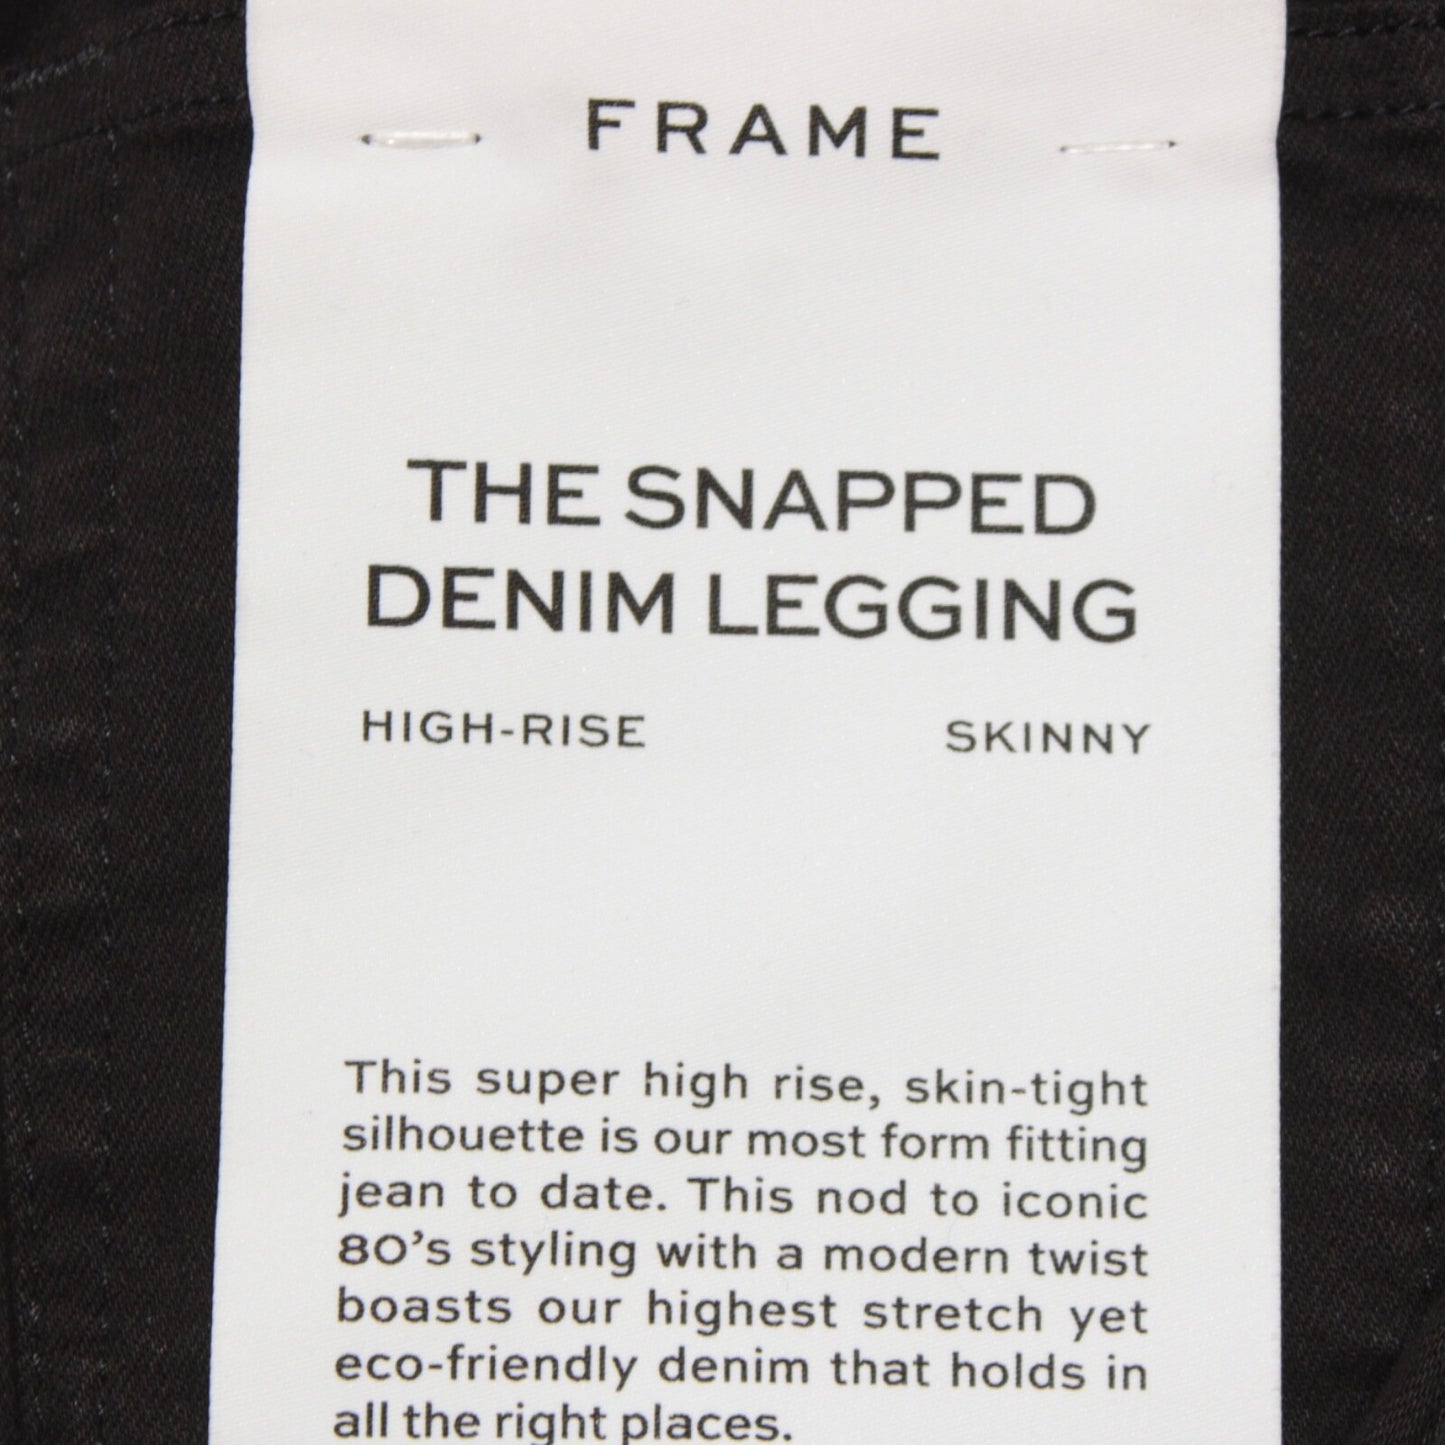 FRAME
THE SNAPPED
DENIM LEGGING
HIGH-RISE SKINNY
This super high rise, skin-tight
silhouette is our most form fitting
jean to date. This nod to iconic
80's styling with a modern twist
boasts our highest stretch yet
eco-friendly denim that holds in
all the right places.